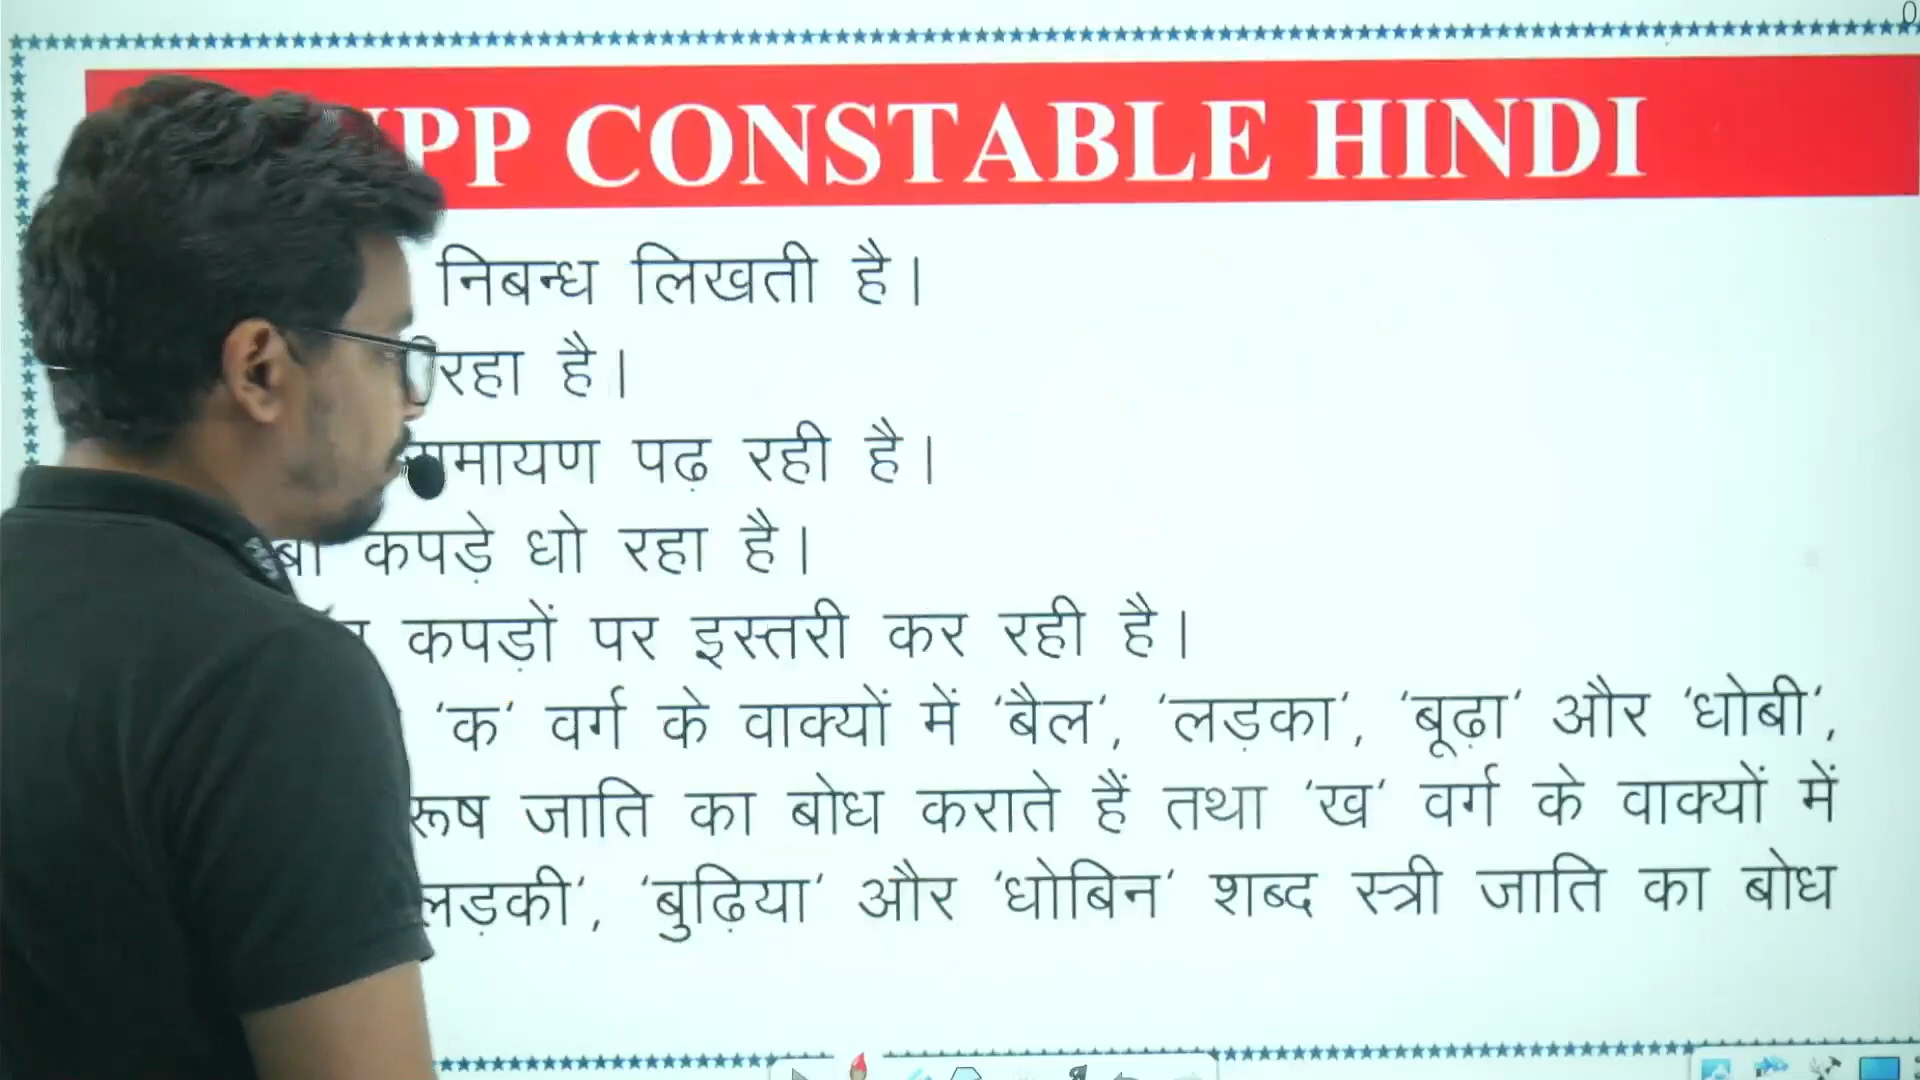 PP CONSTABLE HINDI
निबन्ध लिखती है।
रहा है।
पढ़ रही है।
कपड़े धो रहा है।
कपड़ों पर इस्तरी कर रही है।
'क' वर्ग के वाक्यों में 'बैल', 'लड़का', 'बूढ़ा' और 'धोबी',
जाति का बोध कराते हैं तथा 'ख' वर्ग के वाक्यों में
लड़की', 'बुढ़िया' और 'धोबिन' शब्द स्त्री जाति का बोध